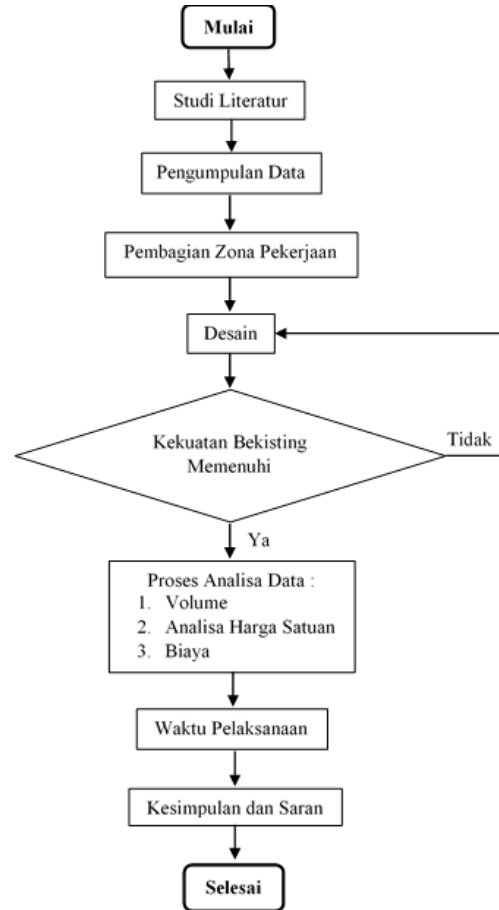 Mulai
Studi Literatur
Pengumpulan Data
Pembagian Zona Pekerjaan
Desain
Kekuatan Bekisting
Memenuhi
Tidak
Ya
Proses Analisa Data :
1. Volume
2. Analisa Harga Satuan
3. Biaya
Waktu Pelaksanaan
Kesimpulan dan Saran
Selesai